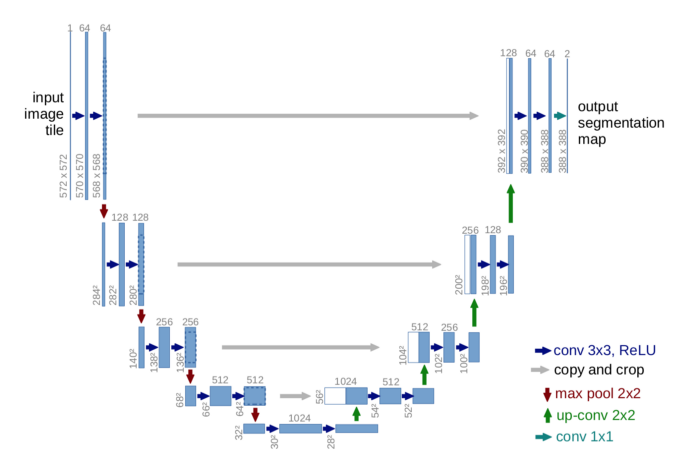 1 64 64
128 64 64 2
input
image
tile
output
segmentation
map
572 x 572
570 x 570
568 x 568
392 x 392
390 x 390
388 x 388
388 x 388
128 128
256 128
284²
282²
280²
200²
198²
196²
256 256
512 256
140²
138²
136²
104²
102²
100²
conv 3x3, ReLU
copy and crop
max pool 2x2
up-conv 2x2
conv 1x1
512 512
1024 512
68²
66²
64²
56²
54²
52²
1024
32²
30²
28²